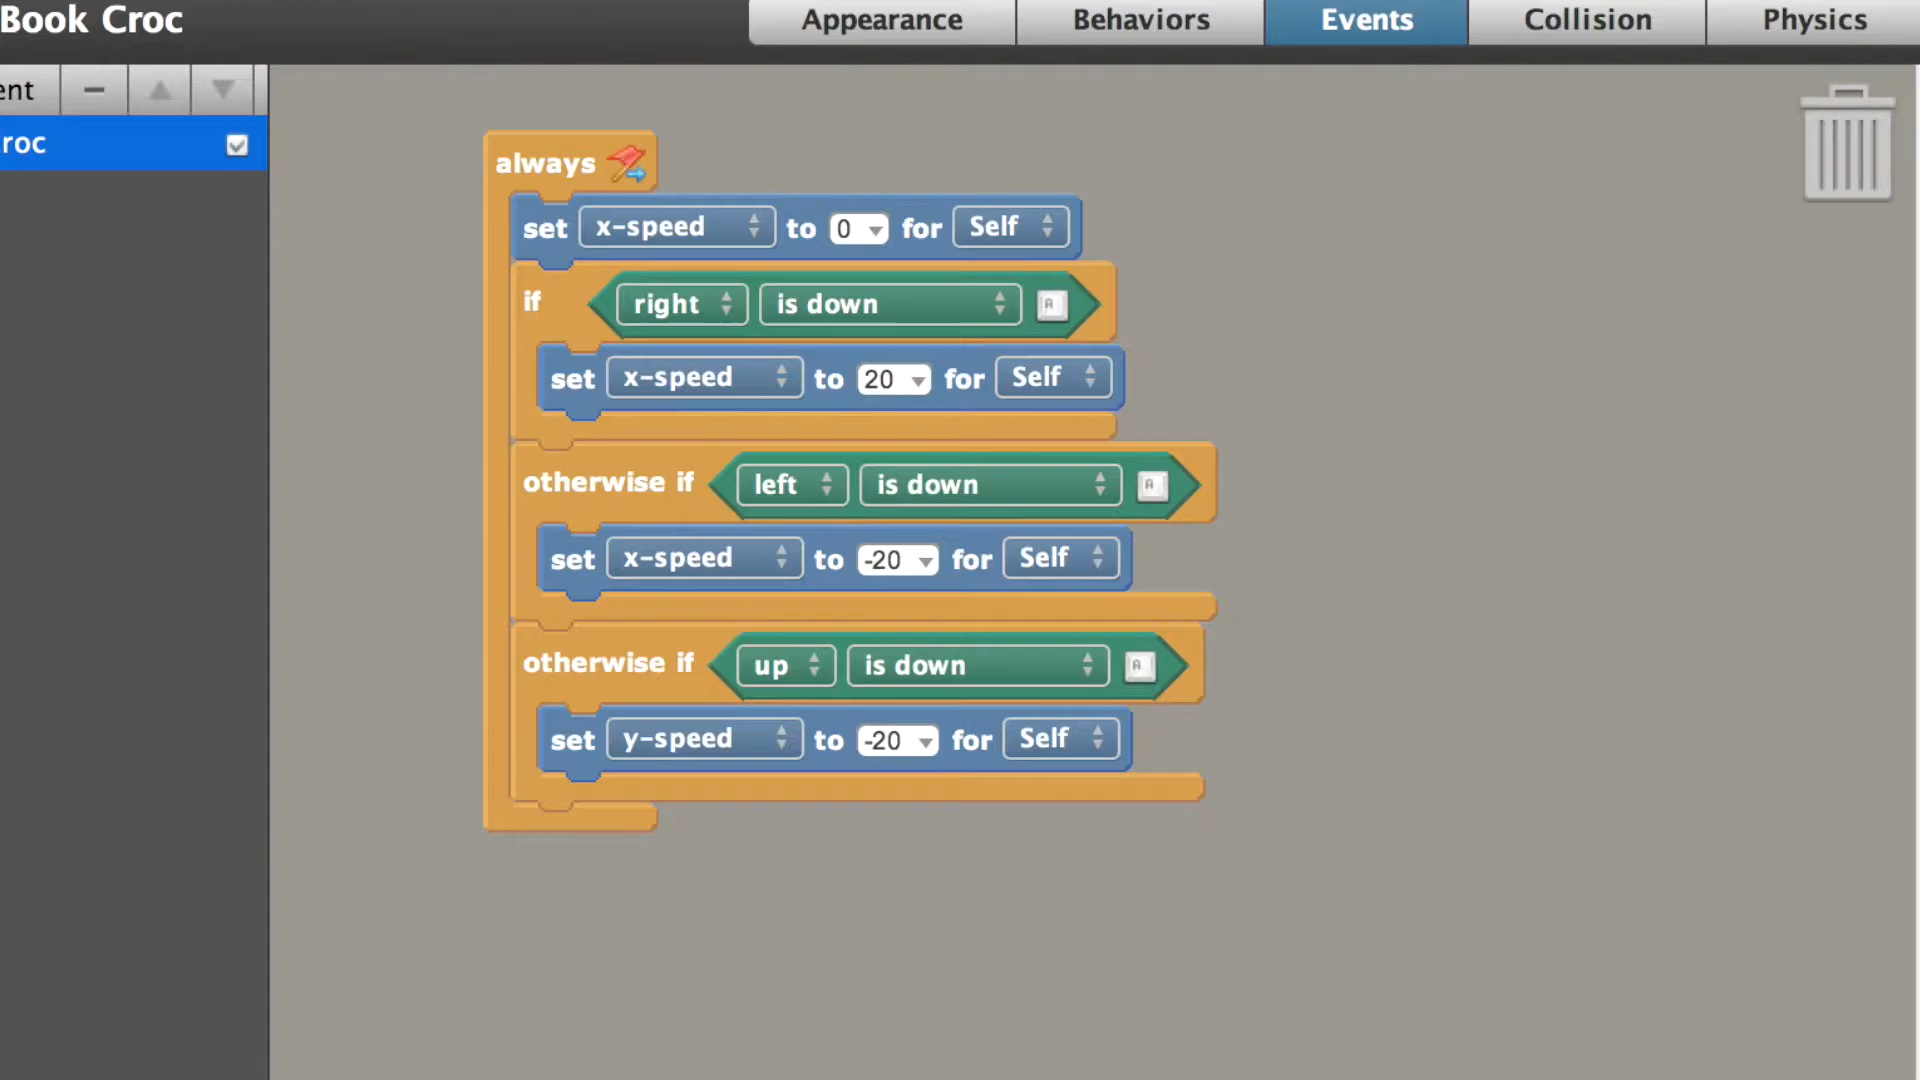 Book Croc
Appearance Behaviors Events Collision Physics
ent
roc
always
set x-speed to 0 for Self
if right is down A
set x-speed to 20 for Self
otherwise if left is down A
set x-speed to -20 for Self
otherwise if up is down A
set y-speed to -20 for Self